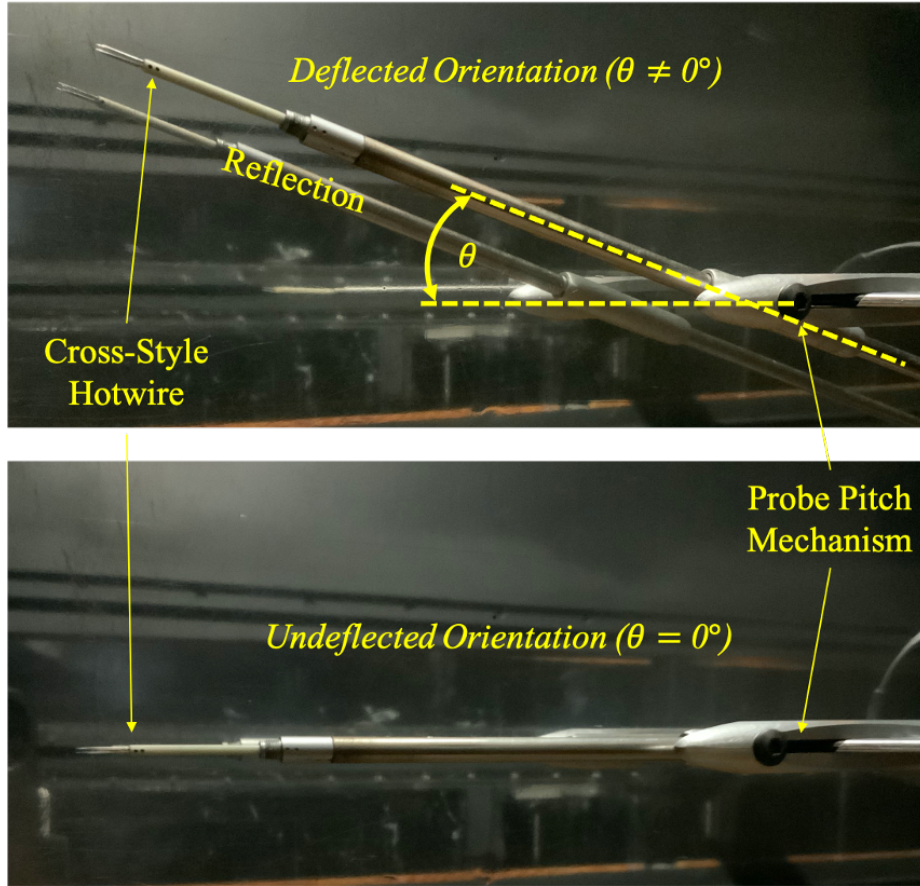 Deflected Orientation (θ ≠ 0°)
Reflection
θ
Cross-Style
Hotwire
Probe Pitch
Mechanism
Undeflected Orientation (θ = 0°)